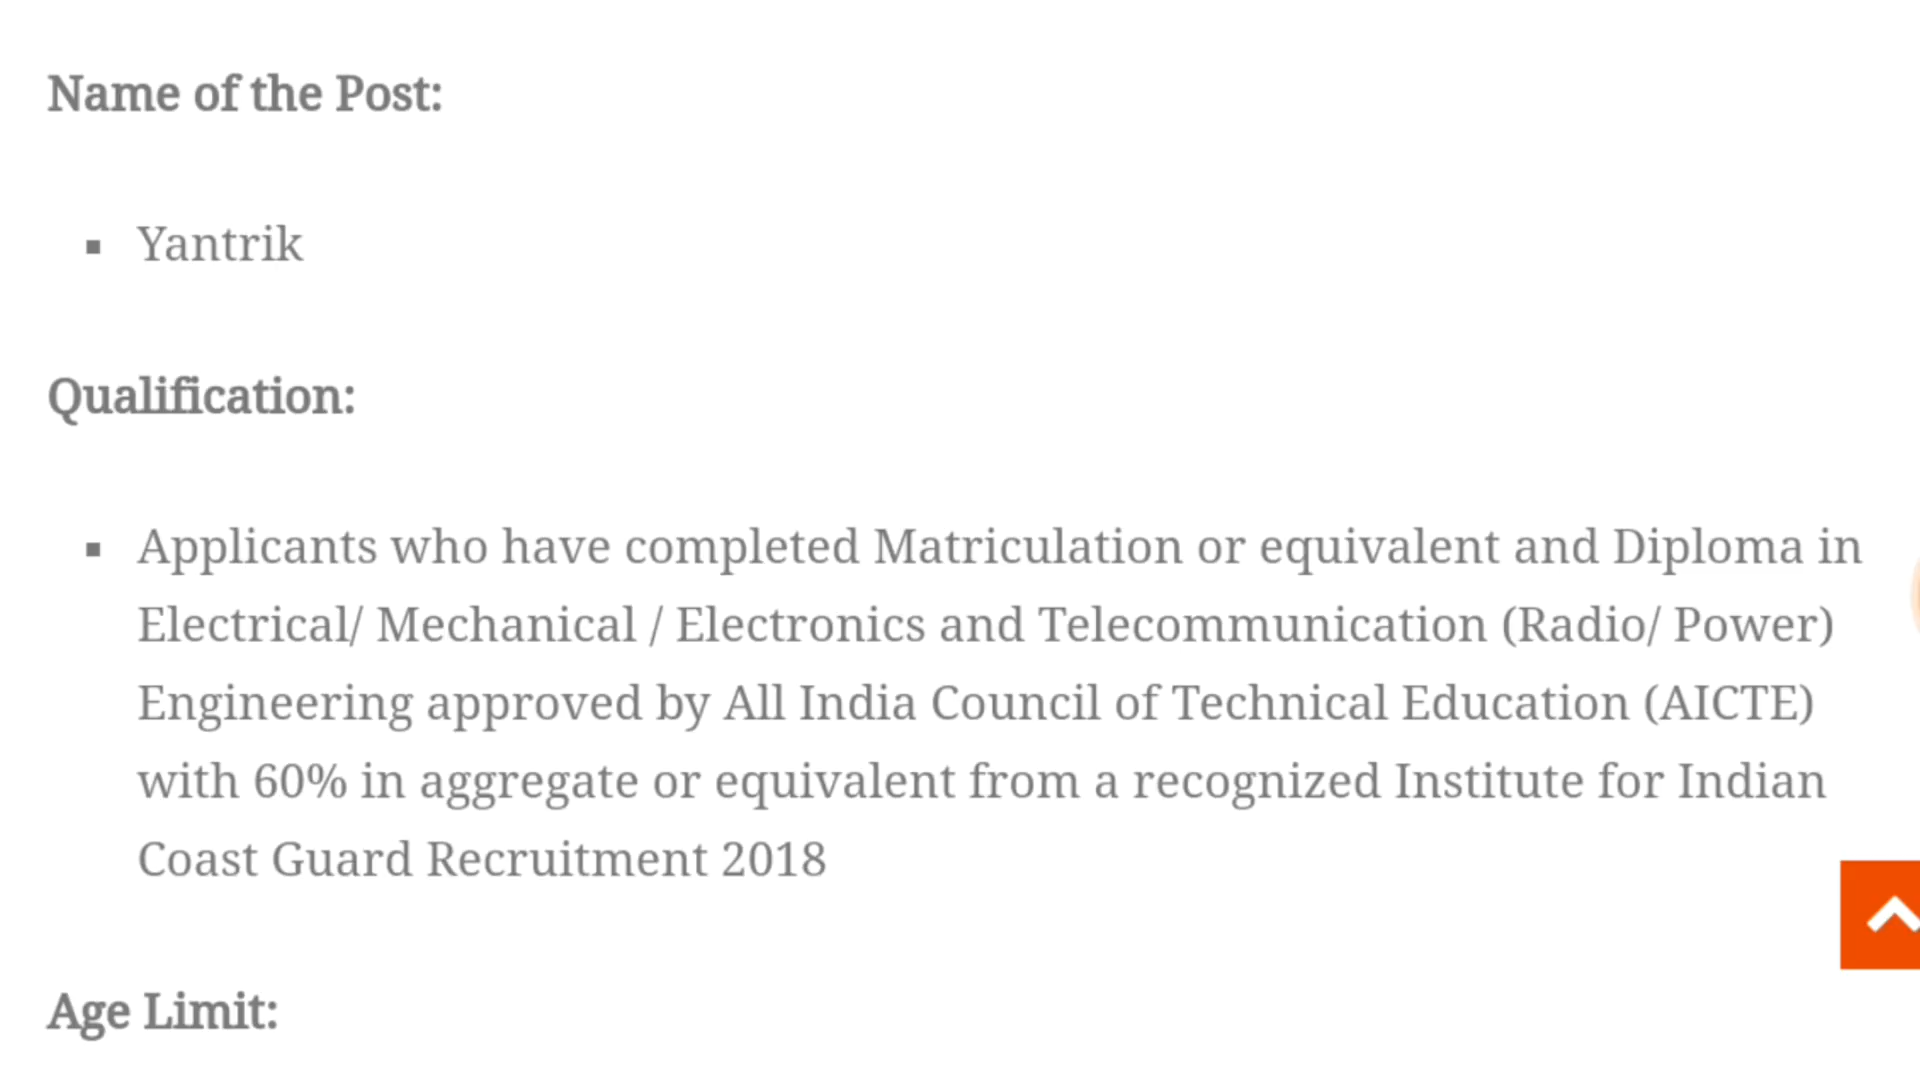 Name of the Post:
▪ Yantrik
Qualification:
▪ Applicants who have completed Matriculation or equivalent and Diploma in
Electrical/ Mechanical / Electronics and Telecommunication (Radio/ Power)
Engineering approved by All India Council of Technical Education (AICTE)
with 60% in aggregate or equivalent from a recognized Institute for Indian
Coast Guard Recruitment 2018
Age Limit: